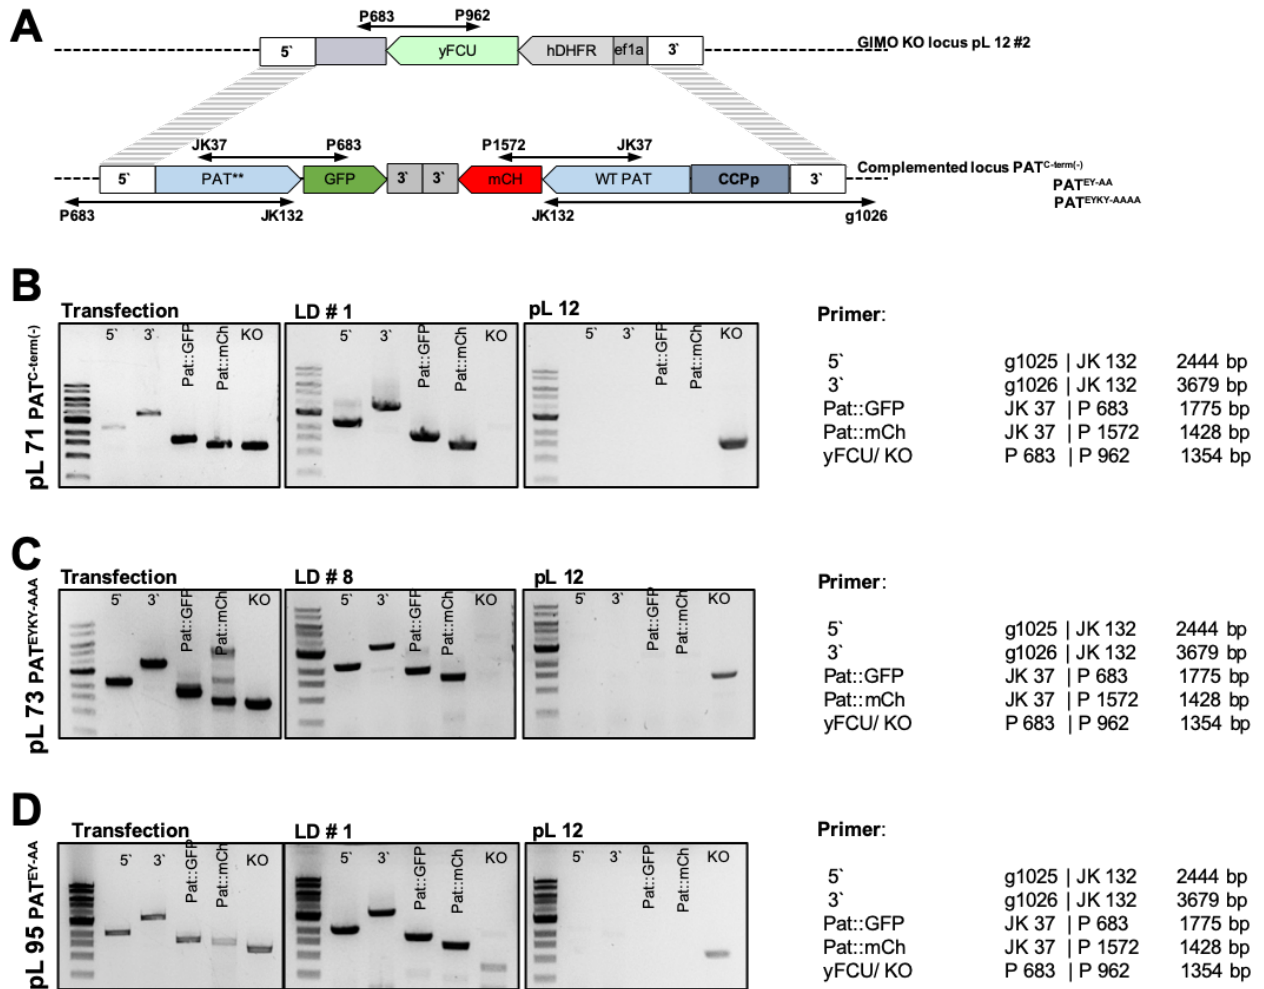 A
P683 P962
5` yFCU hDHFR ef1a 3`
GIMO KO locus pL 12 #2
JK37 P683 P1572 JK37
5` PAT** GFP 3` 3` mCH WT PAT CCPp 3`
Complemented locus PATC-term(-)
PATEY-AA
PATEYKY-AAAA
P683 JK132 JK132 g1026
B
pL 71 PATC-term(-)
Transfection LD # 1 pL 12
5` 3` Pat::GFP Pat::mCh KO
5` 3` Pat::GFP Pat::mCh KO
5` 3` Pat::GFP Pat::mCh KO
Primer:
5` g1025 | JK 132 2444 bp
3` g1026 | JK 132 3679 bp
Pat::GFP JK 37 | P 683 1775 bp
Pat::mCh JK 37 | P 1572 1428 bp
yFCU/ KO P 683 | P 962 1354 bp
C
pL 73 PATEYKY-AAA
Transfection LD # 8 pL 12
5` 3` Pat::GFP Pat::mCh KO
5` 3` Pat::GFP Pat::mCh KO
5` 3` Pat::GFP Pat::mCh KO
Primer:
5` g1025 | JK 132 2444 bp
3` g1026 | JK 132 3679 bp
Pat::GFP JK 37 | P 683 1775 bp
Pat::mCh JK 37 | P 1572 1428 bp
yFCU/ KO P 683 | P 962 1354 bp
D
pL 95 PATEY-AA
Transfection LD # 1 pL 12
5` 3` Pat::GFP Pat::mCh KO
5` 3` Pat::GFP Pat::mCh KO
5` 3` Pat::GFP Pat::mCh KO
Primer:
5` g1025 | JK 132 2444 bp
3` g1026 | JK 132 3679 bp
Pat::GFP JK 37 | P 683 1775 bp
Pat::mCh JK 37 | P 1572 1428 bp
yFCU/ KO P 683 | P 962 1354 bp